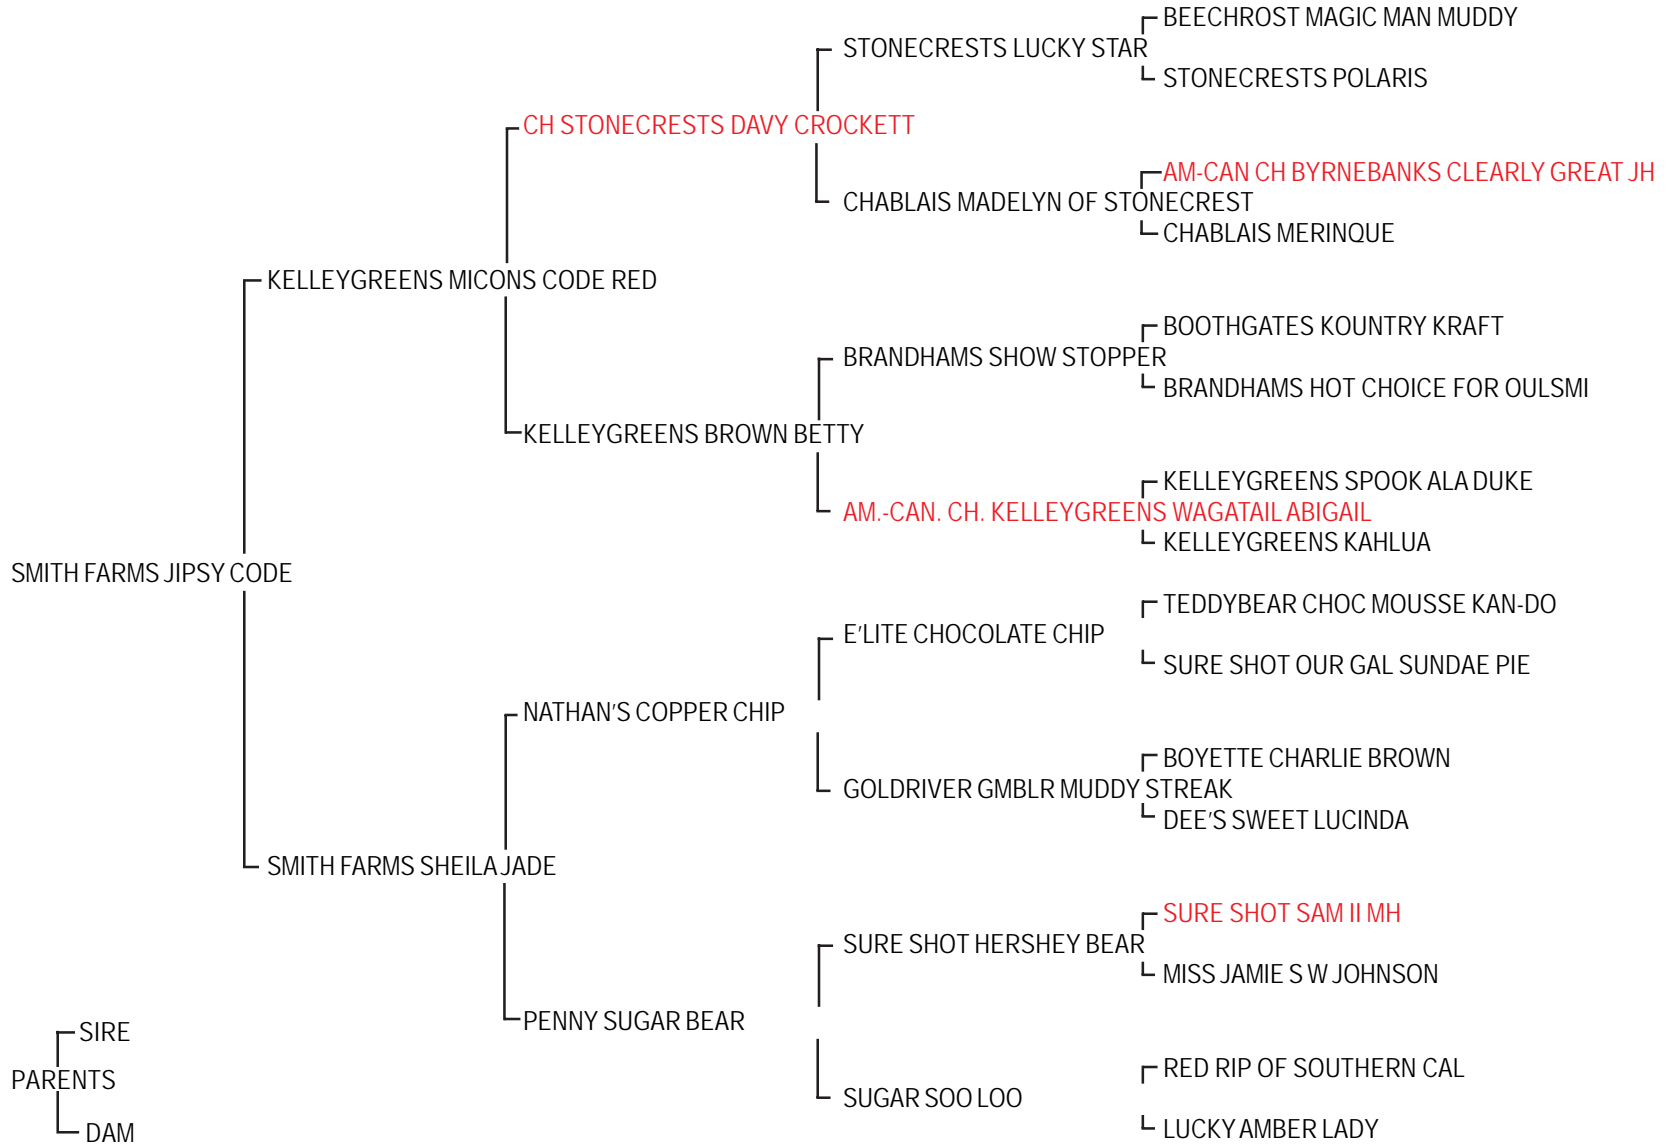 BEECHROST MAGIC MAN MUDDY
STONECRESTS LUCKY STAR
STONECRESTS POLARIS
CH STONECRESTS DAVY CROCKETT
AM-CAN CH BYRNEBANKS CLEARLY GREAT JH
CHABLAIS MADELYN OF STONECREST
CHABLAIS MERINQUE
KELLEYGREENS MICONS CODE RED
BOOTHGATES KOUNTRY KRAFT
BRANDHAMS SHOW STOPPER
BRANDHAMS HOT CHOICE FOR OULSMI
KELLEYGREENS BROWN BETTY
KELLEYGREENS SPOOK ALA DUKE
AM.-CAN. CH. KELLEYGREENS WAGATAIL ABIGAIL
KELLEYGREENS KAHLUA
SMITH FARMS JIPSY CODE
TEDDYBEAR CHOC MOUSSE KAN-DO
E'LITE CHOCOLATE CHIP
SURE SHOT OUR GAL SUNDAE PIE
NATHAN'S COPPER CHIP
BOYETTE CHARLIE BROWN
GOLDRIVER GMBLR MUDDY STREAK
DEE'S SWEET LUCINDA
SMITH FARMS SHEILA JADE
SURE SHOT SAM II MH
SURE SHOT HERSHEY BEAR
MISS JAMIE S W JOHNSON
PENNY SUGAR BEAR
RED RIP OF SOUTHERN CAL
SUGAR SOO LOO
LUCKY AMBER LADY
SIRE
PARENTS
DAM